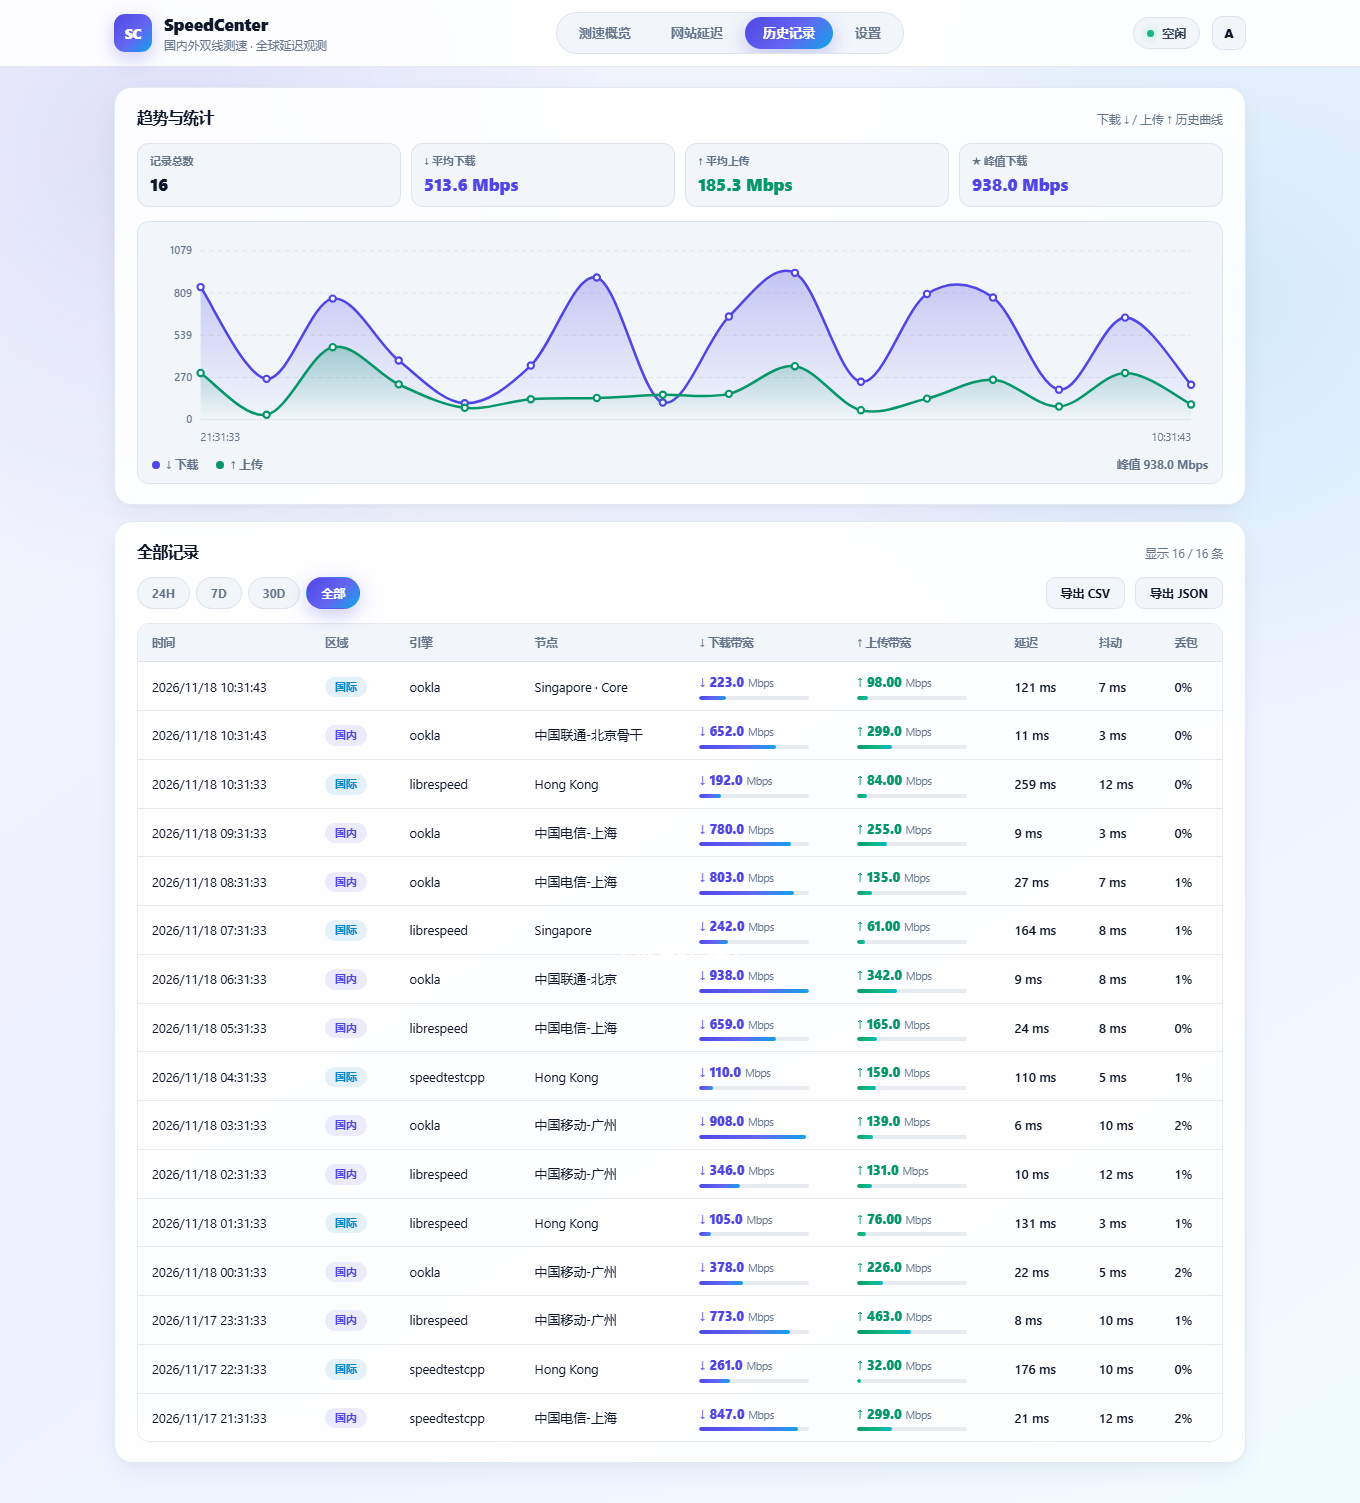 SC
SpeedCenter
国内外双线测速 · 全球延迟观测
测速概览 网站延迟 历史记录 设置
空闲 A
趋势与统计
下载 ↓ / 上传 ↑ 历史曲线
记录总数
16
↓ 平均下载
513.6 Mbps
↑ 平均上传
185.3 Mbps
★ 峰值下载
938.0 Mbps
1079
809
539
270
0
21:31:33 10:31:43
↓ 下载 ↑ 上传 峰值 938.0 Mbps
全部记录
显示 16 / 16 条
24H 7D 30D 全部 导出 CSV 导出 JSON
时间 区域 引擎 节点 ↓ 下载带宽 ↑ 上传带宽 延迟 抖动 丢包
2026/11/18 10:31:43 国际 ookla Singapore · Core ↓ 223.0 Mbps ↑ 98.00 Mbps 121 ms 7 ms 0%
2026/11/18 10:31:43 国内 ookla 中国联通-北京骨干 ↓ 652.0 Mbps ↑ 299.0 Mbps 11 ms 3 ms 0%
2026/11/18 10:31:33 国际 librespeed Hong Kong ↓ 192.0 Mbps ↑ 84.00 Mbps 259 ms 12 ms 0%
2026/11/18 09:31:33 国内 ookla 中国电信-上海 ↓ 780.0 Mbps ↑ 255.0 Mbps 9 ms 3 ms 0%
2026/11/18 08:31:33 国内 ookla 中国电信-上海 ↓ 803.0 Mbps ↑ 135.0 Mbps 27 ms 7 ms 1%
2026/11/18 07:31:33 国际 librespeed Singapore ↓ 242.0 Mbps ↑ 61.00 Mbps 164 ms 8 ms 1%
2026/11/18 06:31:33 国内 ookla 中国联通-北京 ↓ 938.0 Mbps ↑ 342.0 Mbps 9 ms 8 ms 1%
2026/11/18 05:31:33 国内 librespeed 中国电信-上海 ↓ 659.0 Mbps ↑ 165.0 Mbps 24 ms 8 ms 0%
2026/11/18 04:31:33 国际 speedtestcpp Hong Kong ↓ 110.0 Mbps ↑ 159.0 Mbps 110 ms 5 ms 1%
2026/11/18 03:31:33 国内 ookla 中国移动-广州 ↓ 908.0 Mbps ↑ 139.0 Mbps 6 ms 10 ms 2%
2026/11/18 02:31:33 国内 librespeed 中国移动-广州 ↓ 346.0 Mbps ↑ 131.0 Mbps 10 ms 12 ms 1%
2026/11/18 01:31:33 国际 librespeed Hong Kong ↓ 105.0 Mbps ↑ 76.00 Mbps 131 ms 3 ms 1%
2026/11/18 00:31:33 国内 ookla 中国移动-广州 ↓ 378.0 Mbps ↑ 226.0 Mbps 22 ms 5 ms 2%
2026/11/17 23:31:33 国内 librespeed 中国移动-广州 ↓ 773.0 Mbps ↑ 463.0 Mbps 8 ms 10 ms 1%
2026/11/17 22:31:33 国际 speedtestcpp Hong Kong ↓ 261.0 Mbps ↑ 32.00 Mbps 176 ms 10 ms 0%
2026/11/17 21:31:33 国内 speedtestcpp 中国电信-上海 ↓ 847.0 Mbps ↑ 299.0 Mbps 21 ms 12 ms 2%